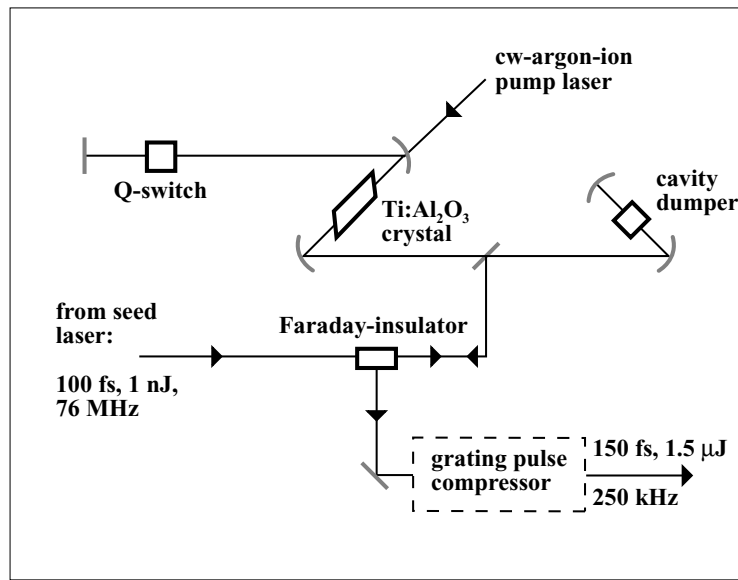 cw-argon-ion
pump laser
Q-switch
Ti:Al₂O₃
crystal
cavity
dumper
from seed
laser:
Faraday-insulator
100 fs, 1 nJ,
76 MHz
grating pulse
compressor
150 fs, 1.5 μJ
250 kHz